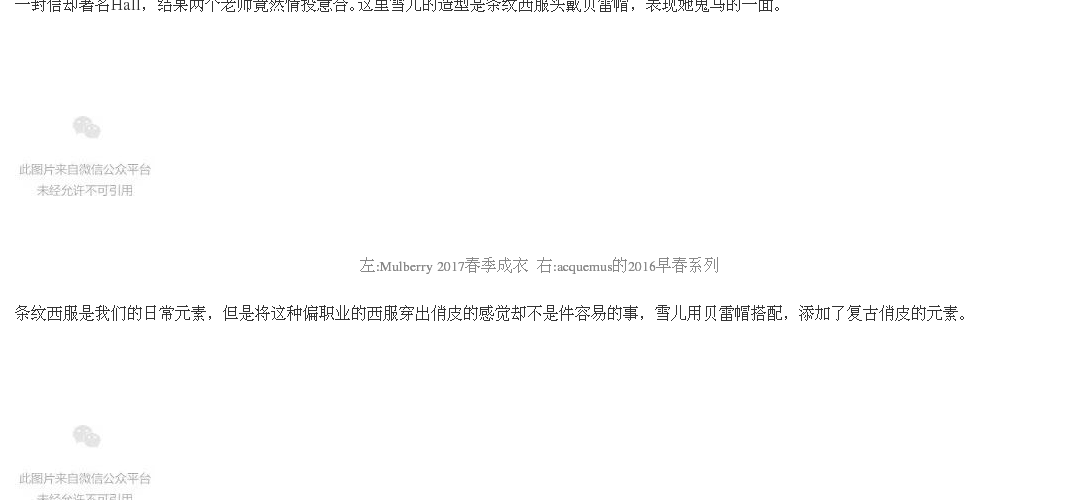 一封信却署名Hall，结果两个老师竟然情投意合。这里雪儿的造型是条纹西服头戴贝雷帽，表现她鬼马的一面。
此图片来自微信公众平台
未经允许不可引用
左:Mulberry 2017春季成衣 右:acquemus的2016早春系列
条纹西服是我们的日常元素，但是将这种偏职业的西服穿出俏皮的感觉却不是件容易的事，雪儿用贝雷帽搭配，添加了复古俏皮的元素。
此图片来自微信公众平台
未经允许不可引用